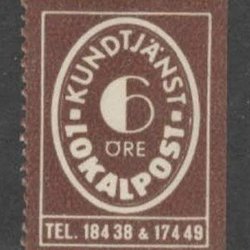 KUNDTJÄNST
6
ÖRE
LOKALPOST
TEL. 184 38 & 174 49